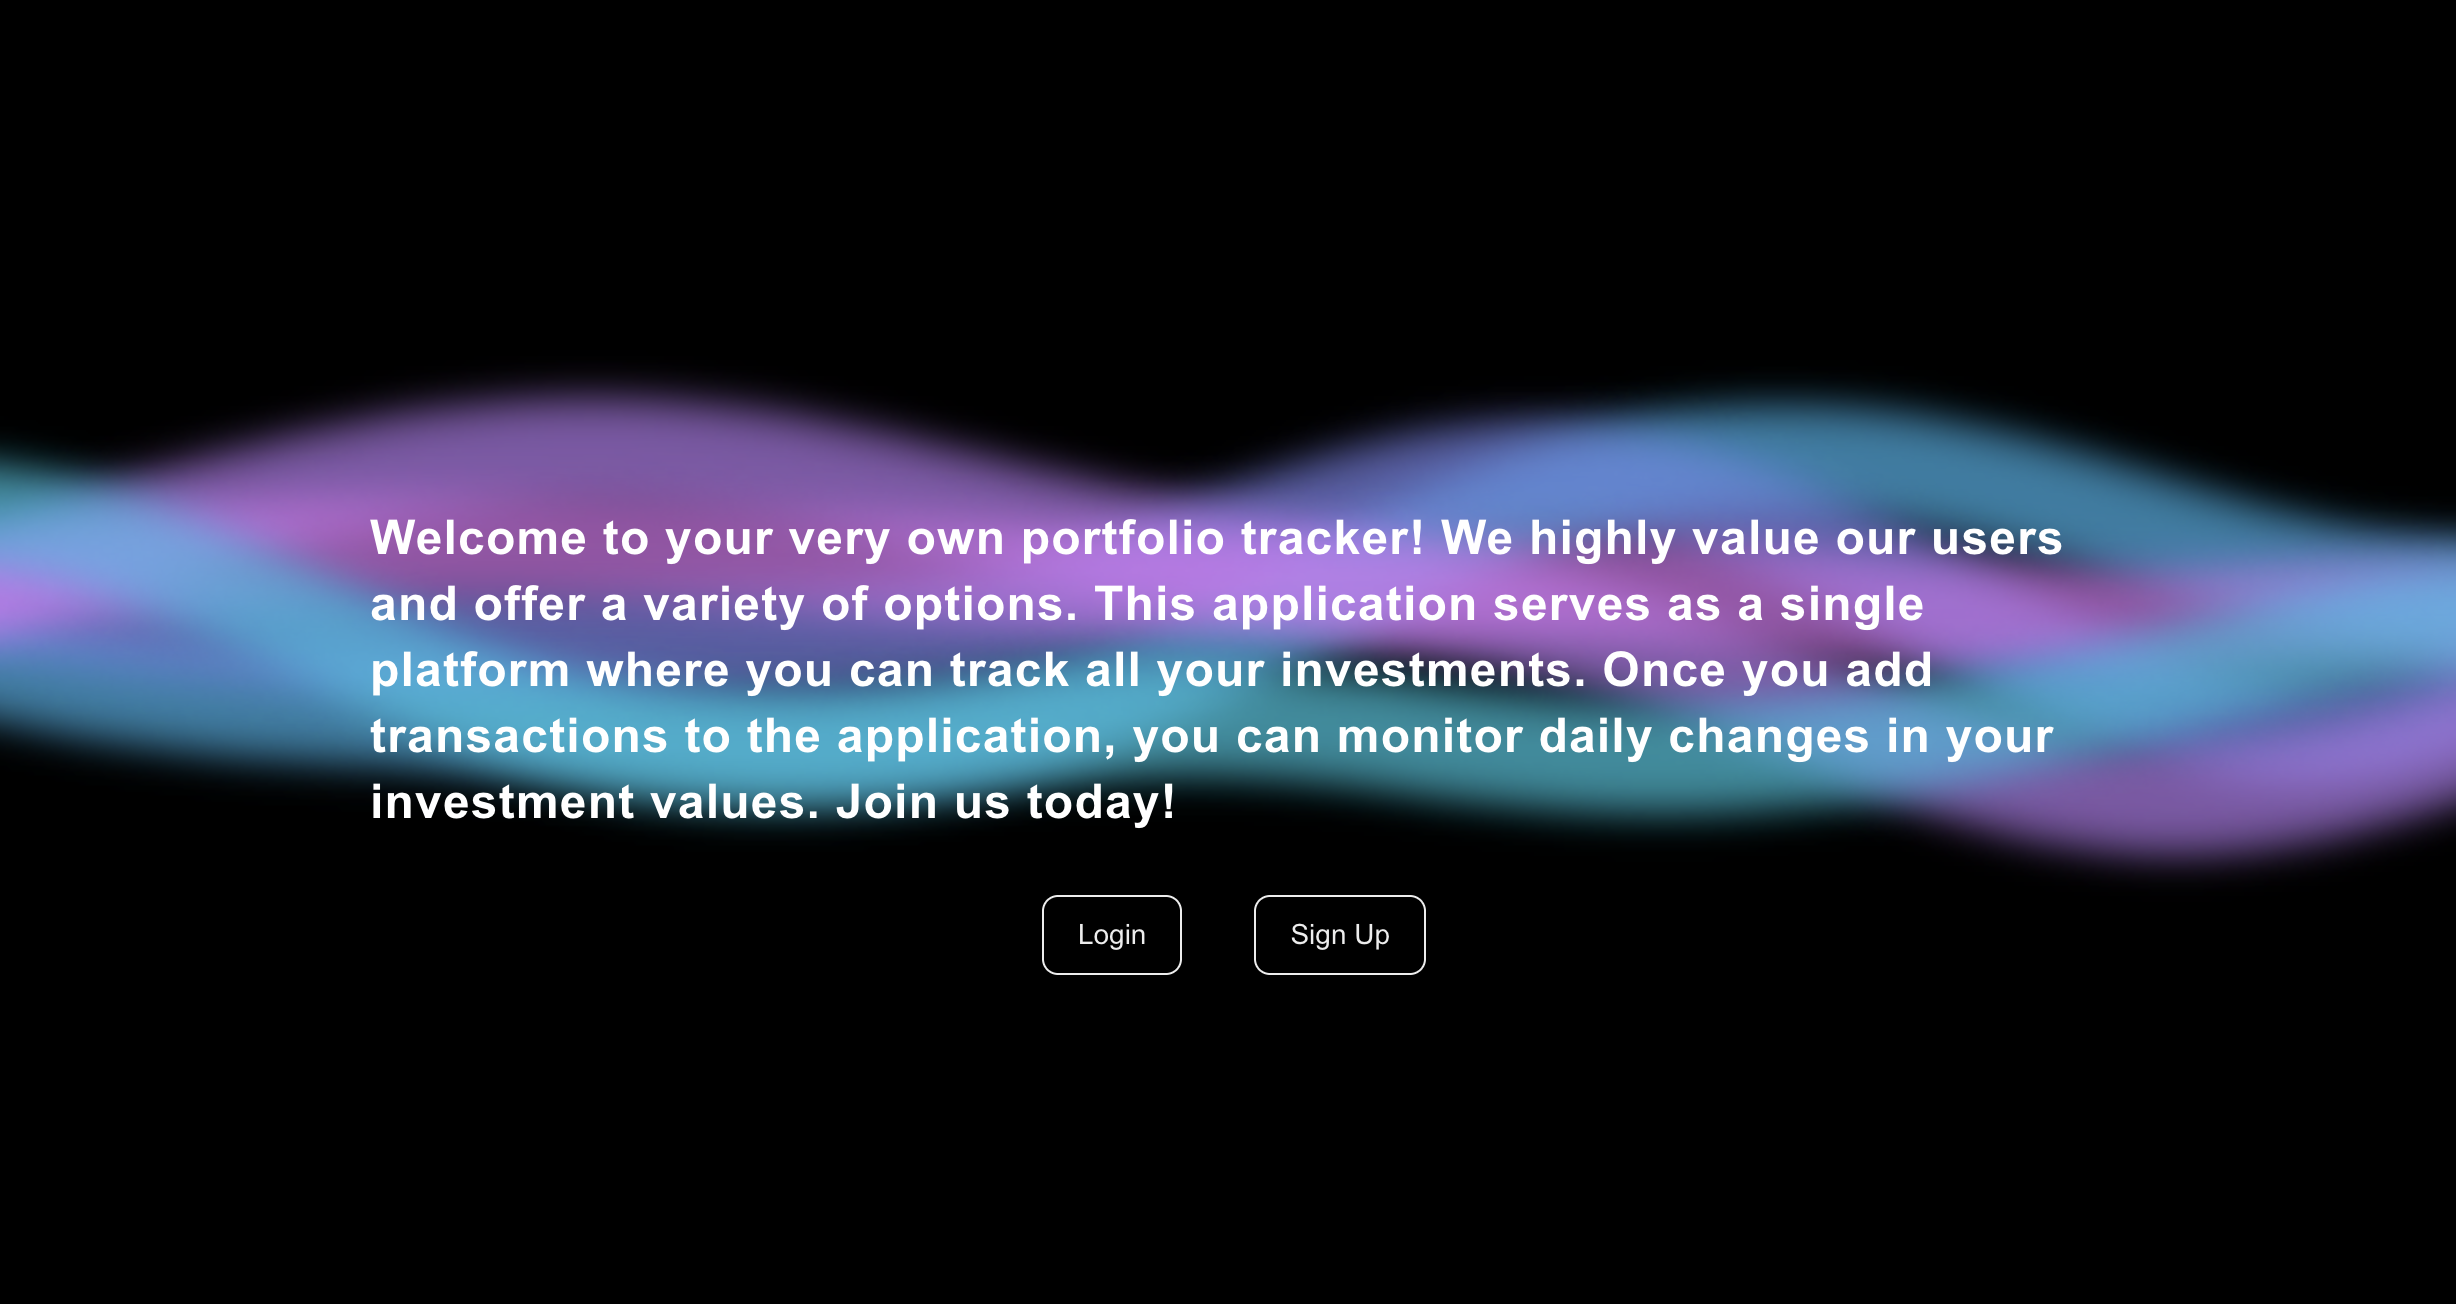 Welcome to your very own portfolio tracker! We highly value our users
and offer a variety of options. This application serves as a single
platform where you can track all your investments. Once you add
transactions to the application, you can monitor daily changes in your
investment values. Join us today!
Login
Sign Up